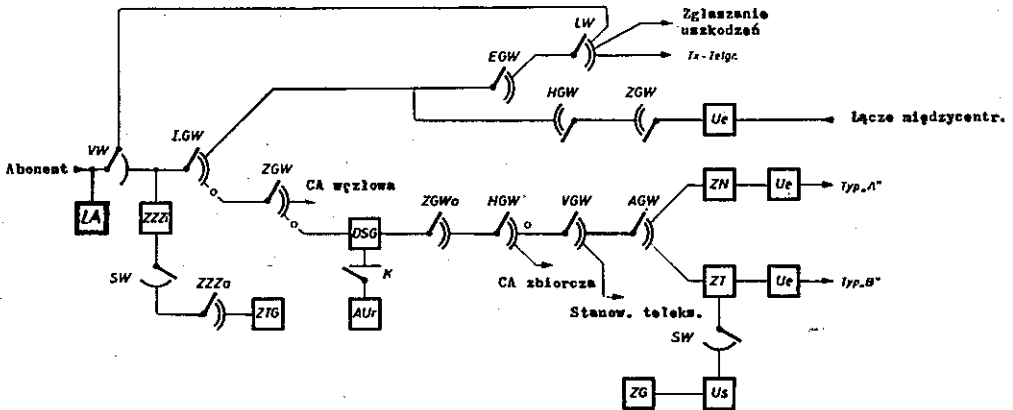 LW
Zgłaszanie
uszkodzeń
EGW
Tx-Telgr.
HGW
ZGW
Ue
Łącze międzycentr.
VW
I.GW
Abonent
LA
ZZZi
ZGW
CA węzłowa
ZGWa
HGW
VGW
AGW
ZN
Ue
Typ„A"
DSG
K
SW
ZZZa
ZTG
AUr
CA zbiorcza
Stanow. teleks.
ZT
Ue
Typ„B"
SW
ZG
Us